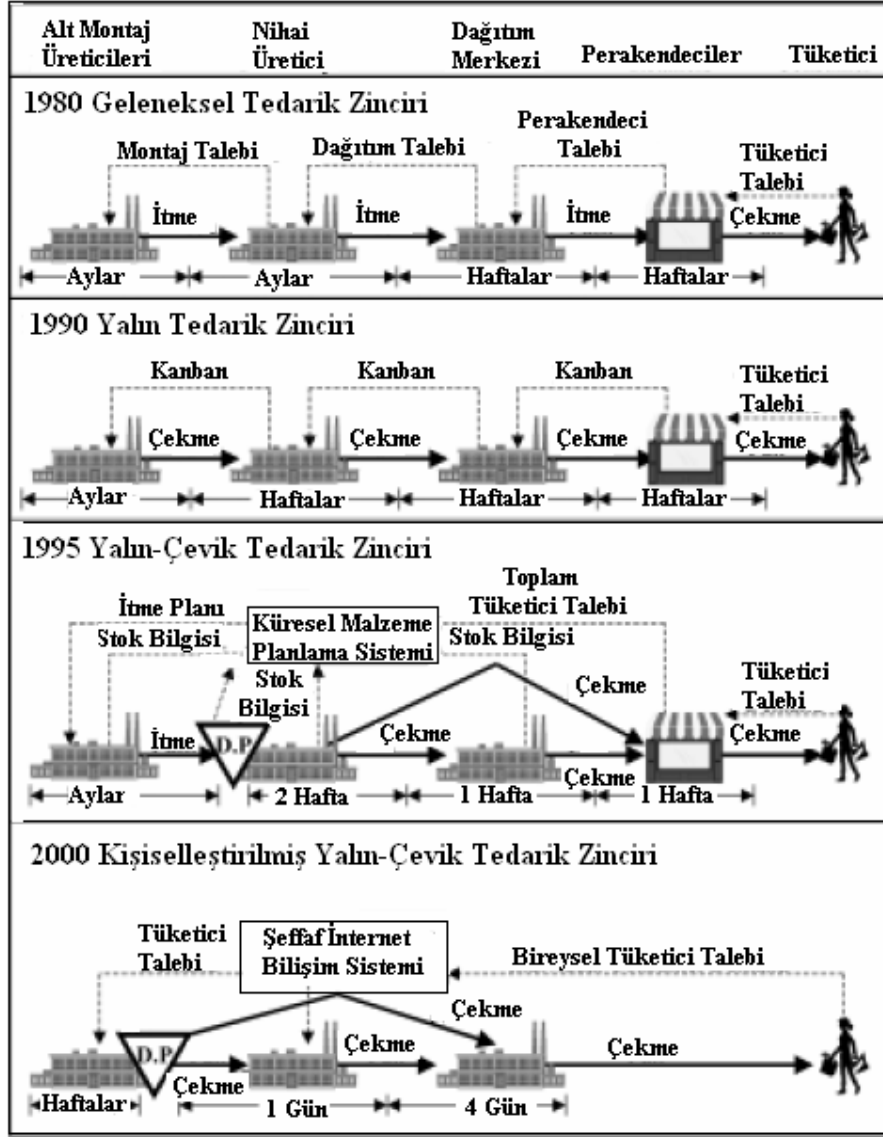 Alt Montaj
Üreticileri
Nihai
Üretici
Dağıtım
Merkezi
Perakendeciler
Tüketici
1980 Geleneksel Tedarik Zinciri
Montaj Talebi
Dağıtım Talebi
Perakendeci
Talebi
Tüketici
Talebi
İtme
İtme
İtme
Çekme
Aylar
Aylar
Haftalar
Haftalar
1990 Yalın Tedarik Zinciri
Kanban
Kanban
Kanban
Tüketici
Talebi
Çekme
Çekme
Çekme
Çekme
Aylar
Haftalar
Haftalar
Haftalar
1995 Yalın-Çevik Tedarik Zinciri
İtme Planı
Stok Bilgisi
Küresel Malzeme
Planlama Sistemi
Toplam
Tüketici Talebi
Stok Bilgisi
Stok
Bilgisi
Tüketici
Talebi
Çekme
İtme
D.P
Çekme
Çekme
Çekme
Aylar
2 Hafta
1 Hafta
1 Hafta
2000 Kişiselleştirilmiş Yalın-Çevik Tedarik Zinciri
Tüketici
Talebi
Şeffaf İnternet
Bilişim Sistemi
Bireysel Tüketici Talebi
Çekme
D.P
Çekme
Çekme
Çekme
Haftalar
1 Gün
4 Gün